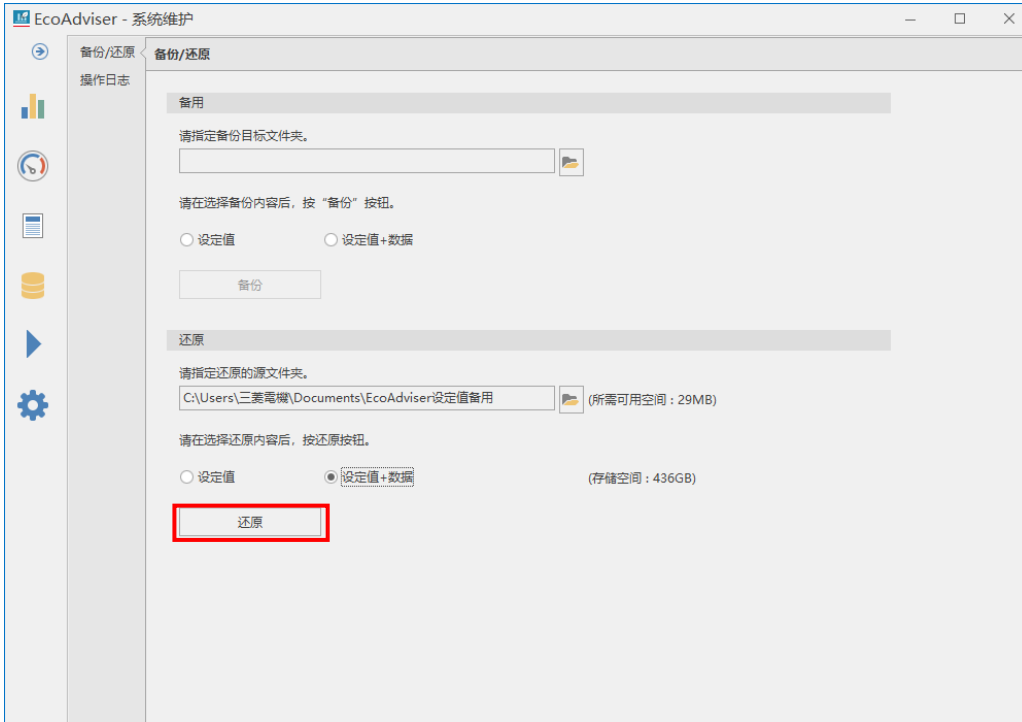 EcoAdviser - 系统维护
备份/还原
操作日志
备份/还原
备用
请指定备份目标文件夹。
请在选择备份内容后，按“备份”按钮。
设定值
设定值+数据
备份
还原
请指定还原的源文件夹。
C:\Users\三菱電機\Documents\EcoAdviser设定值备用
(所需可用空间：29MB)
请在选择还原内容后，按还原按钮。
设定值
设定值+数据
(存储空间：436GB)
还原